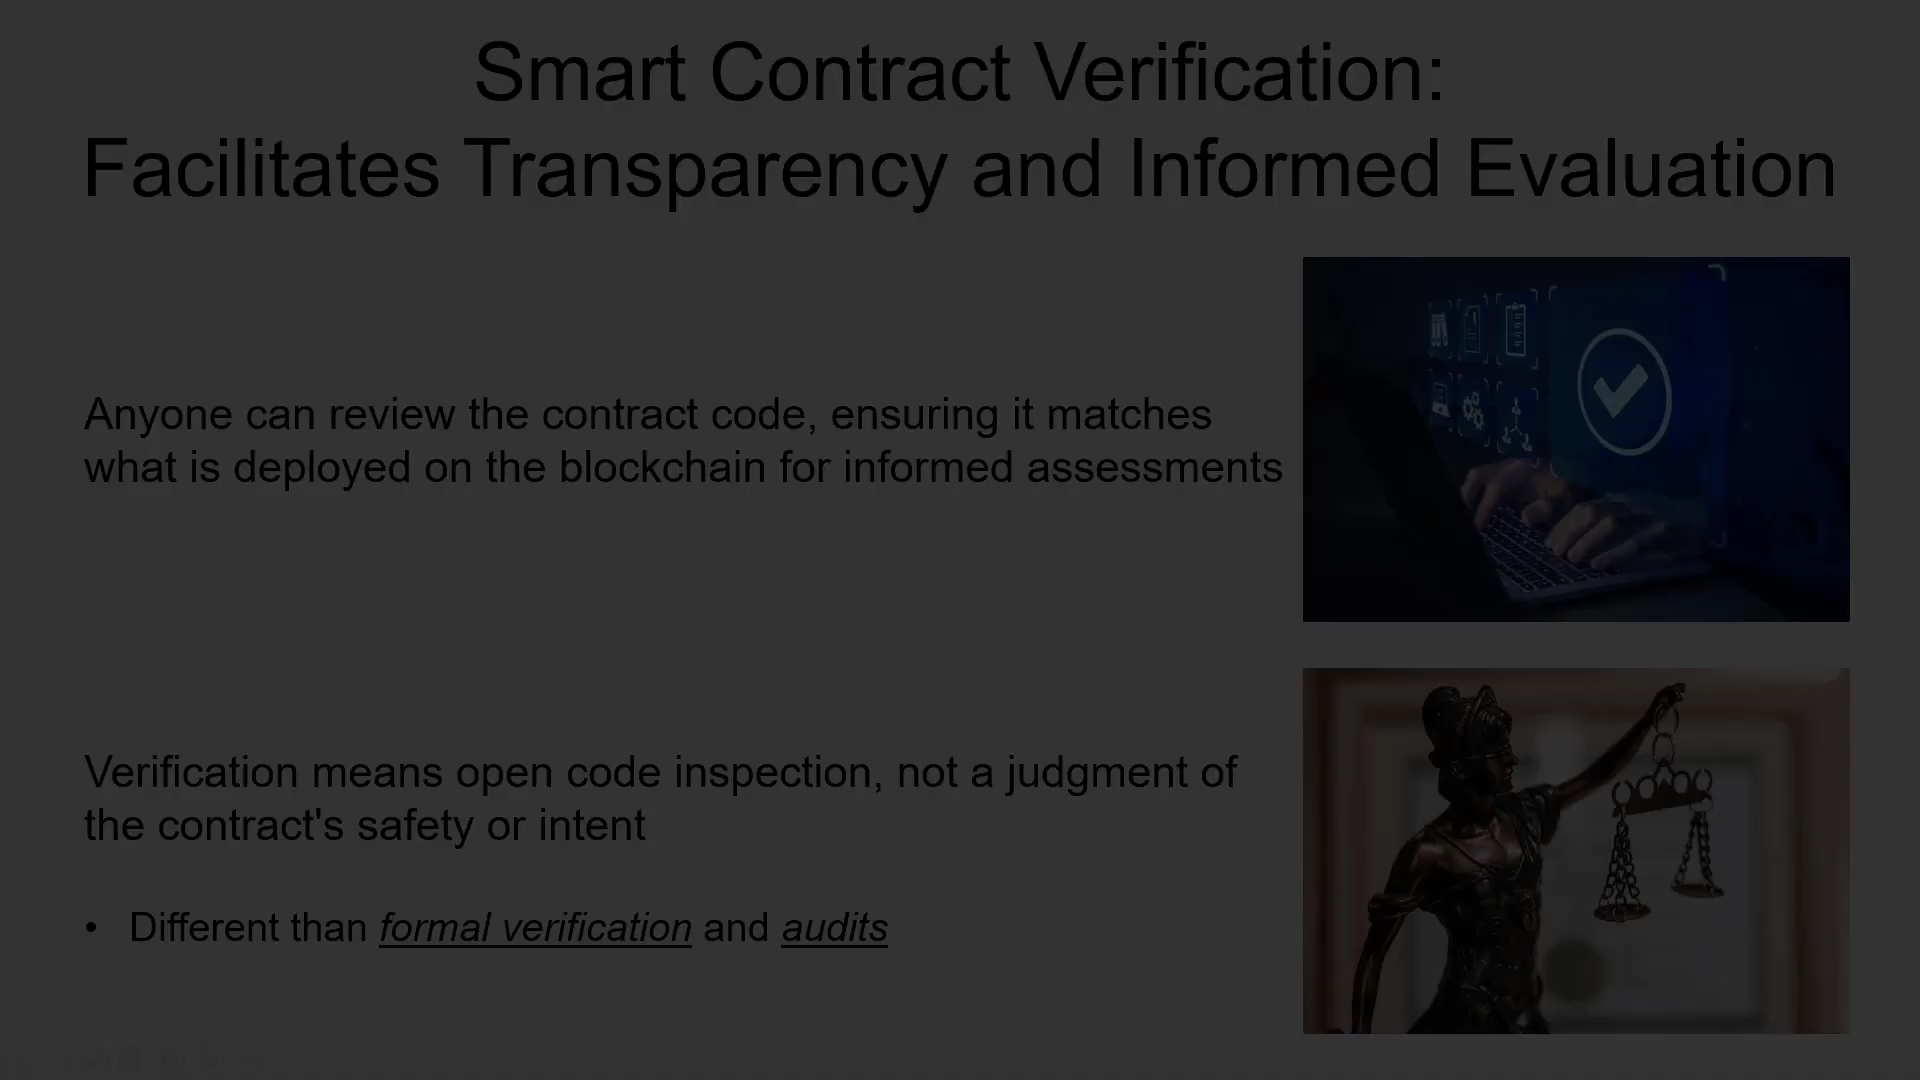 Smart Contract Verification:
Facilitates Transparency and Informed Evaluation
Anyone can review the contract code, ensuring it matches
what is deployed on the blockchain for informed assessments
Verification means open code inspection, not a judgment of
the contract's safety or intent
• Different than formal verification and audits